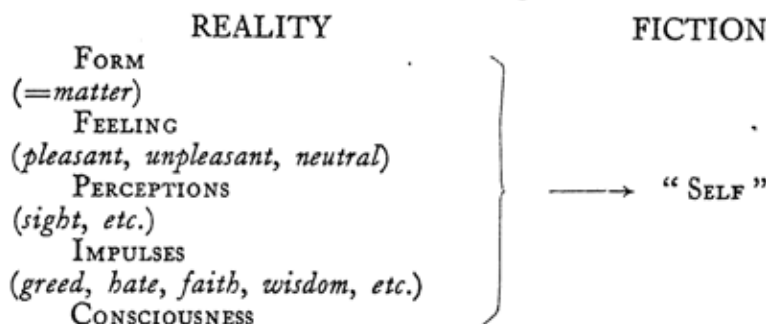 REALITY FICTION
FORM
(=matter)
FEELING
(pleasant, unpleasant, neutral)
PERCEPTIONS
(sight, etc.)
"SELF"
IMPULSES
(greed, hate, faith, wisdom, etc.)
CONSCIOUSNESS